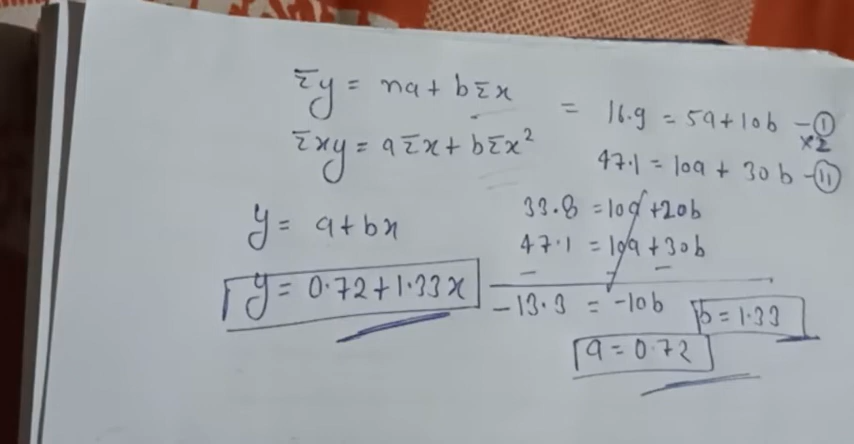 Σy = na + bΣx
Σxy = aΣx + bΣx²
= 16.9 = 5a + 10b - ①
×2
47.1 = 10a + 30b - ⑪
33.8 = 10a + 20b
47.1 = 10a + 30b
- - -
-13.3 = -10b
b = 1.33
a = 0.72
y = a + bx
y = 0.72 + 1.33x